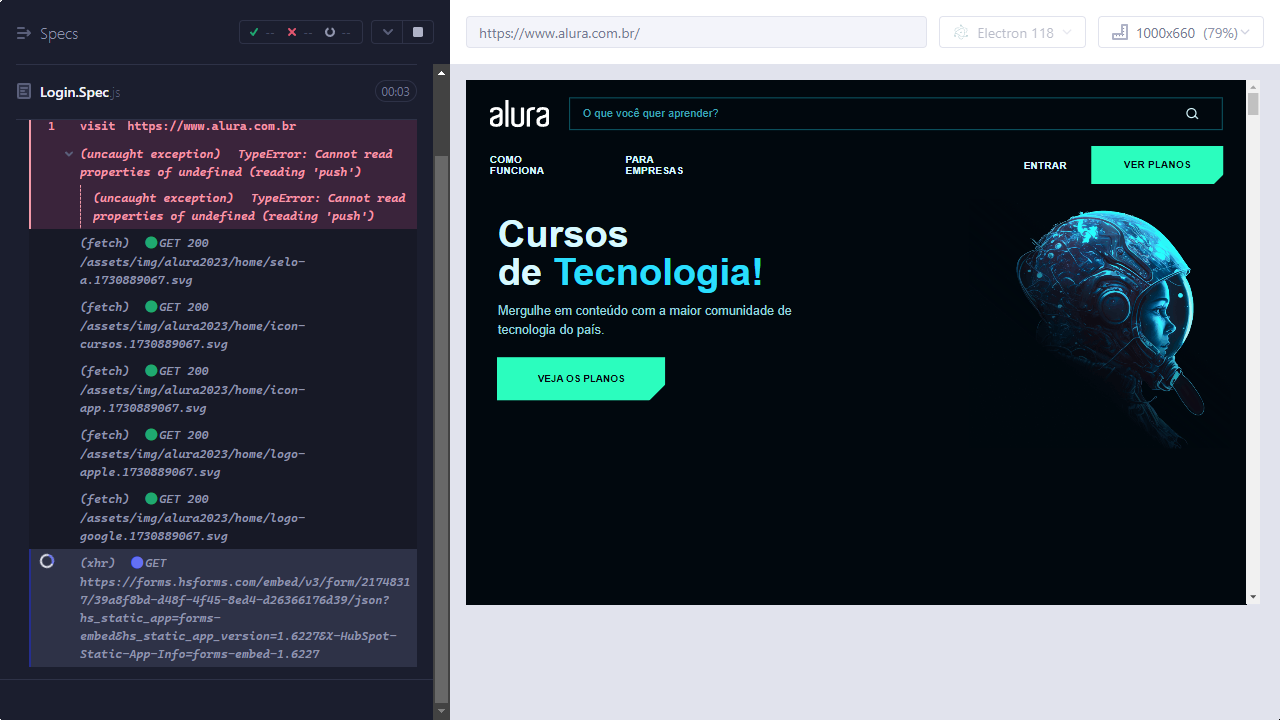 Specs
-- -- --
https://www.alura.com.br/
Electron 118
1000x660 (79%)
Login.Spec js
00:03
1 visit https://www.alura.com.br
(uncaught exception) TypeError: Cannot read
properties of undefined (reading 'push')
(uncaught exception) TypeError: Cannot read
properties of undefined (reading 'push')
(fetch) GET 200
/assets/img/alura2023/home/selo-
a.1730889067.svg
(fetch) GET 200
/assets/img/alura2023/home/icon-
cursos.1730889067.svg
(fetch) GET 200
/assets/img/alura2023/home/icon-
app.1730889067.svg
(fetch) GET 200
/assets/img/alura2023/home/logo-
apple.1730889067.svg
(fetch) GET 200
/assets/img/alura2023/home/logo-
google.1730889067.svg
(xhr) GET
https://forms.hsforms.com/embed/v3/form/2174831
7/39a8f8bd-d48f-4f45-8ed4-d26366176d39/json?
hs_static_app=forms-
embed&hs_static_app_version=1.6227&X-HubSpot-
Static-App-Info=forms-embed-1.6227
alura
O que você quer aprender?
COMO
FUNCIONA
PARA
EMPRESAS
ENTRAR
VER PLANOS
Cursos
de Tecnologia!
Mergulhe em conteúdo com a maior comunidade de
tecnologia do país.
VEJA OS PLANOS